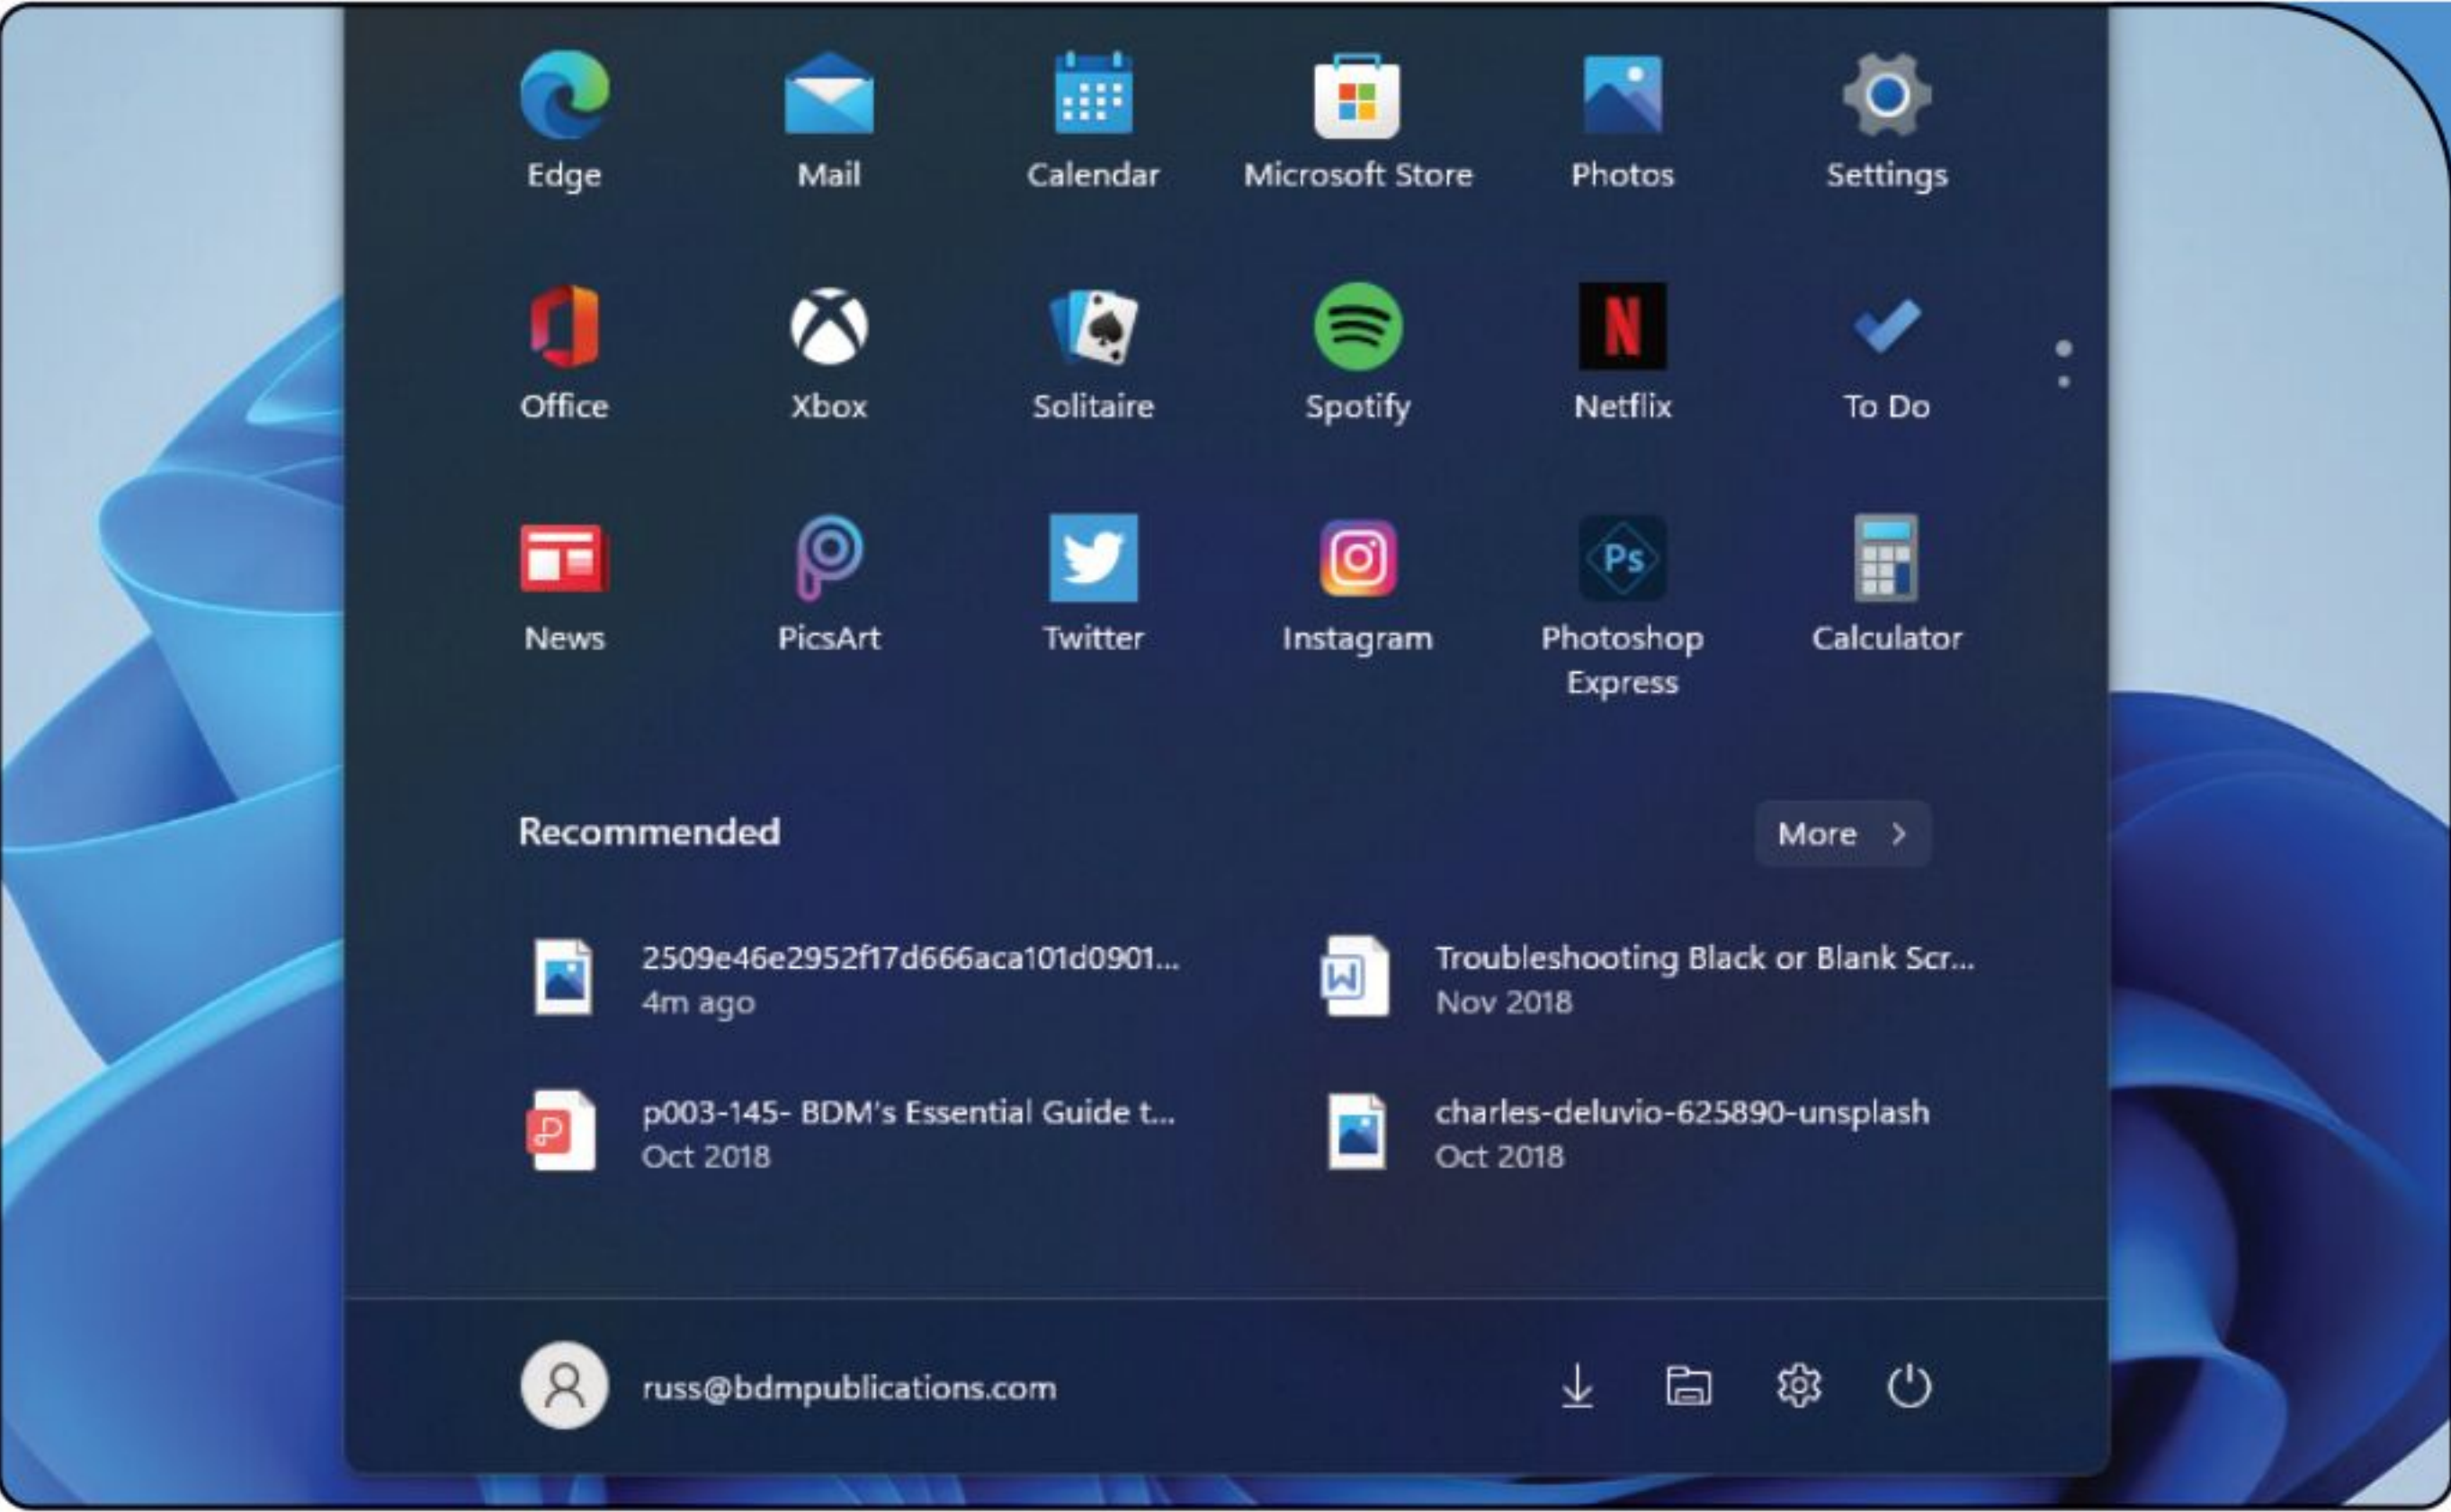 Edge Mail Calendar Microsoft Store Photos Settings
Office Xbox Solitaire Spotify Netflix To Do
News PicsArt Twitter Instagram Photoshop Express Calculator
Ps
Recommended
More
2509e46e2952f17d666aca101d0901...
4m ago
Troubleshooting Black or Blank Scr...
Nov 2018
p003-145- BDM's Essential Guide t...
Oct 2018
charles-deluvio-625890-unsplash
Oct 2018
russ@bdmpublications.com